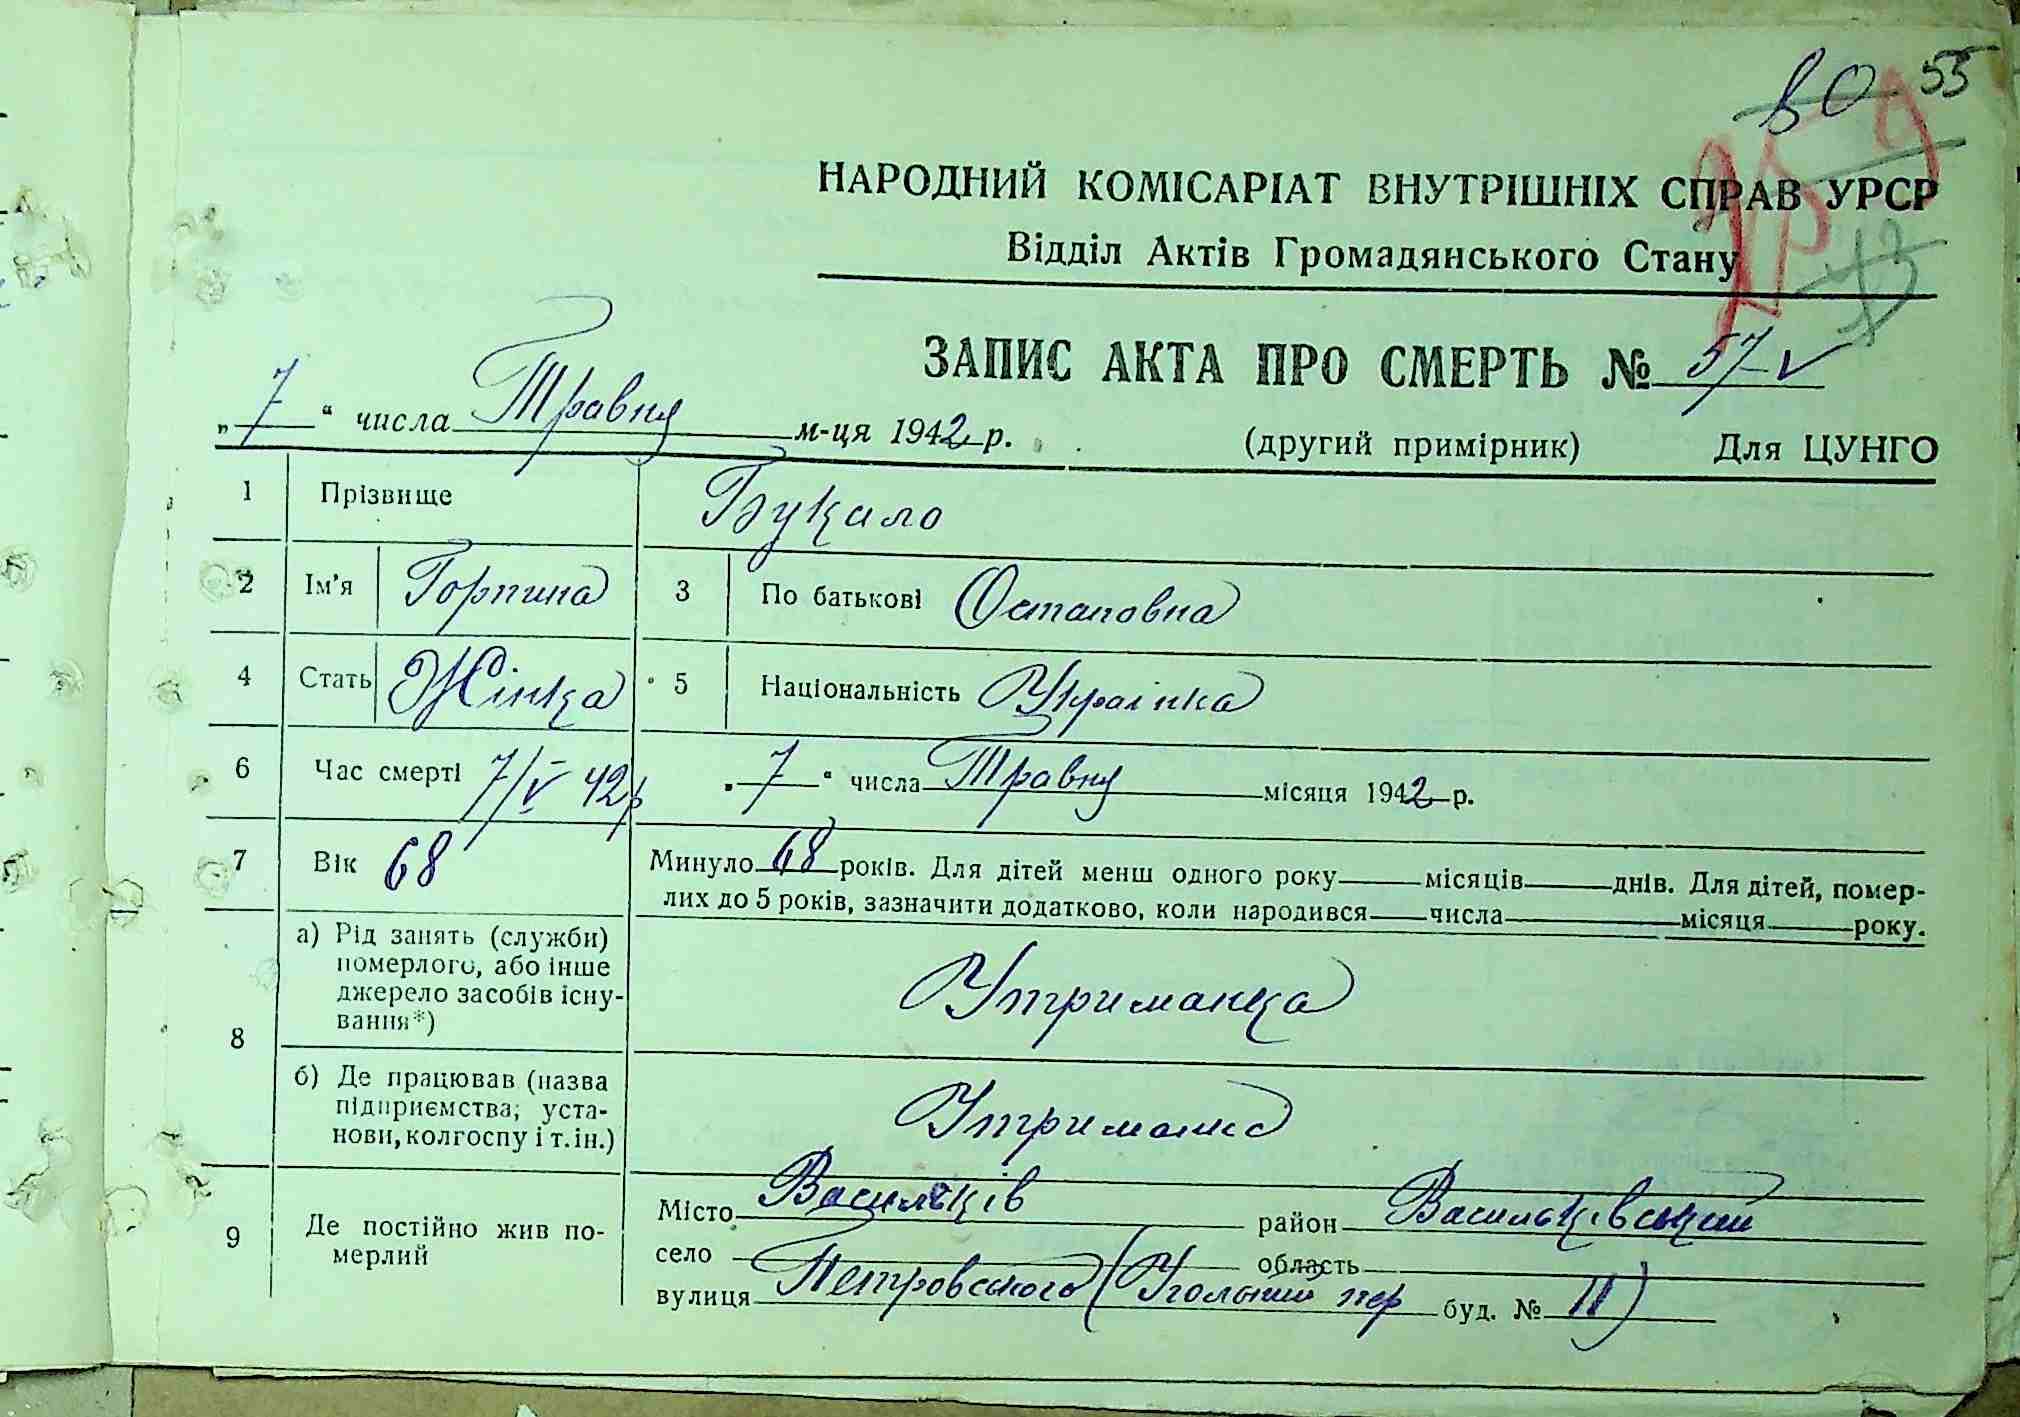 80 55
259
43
НАРОДНИЙ КОМІСАРІАТ ВНУТРІШНІХ СПРАВ УРСР
Відділ Актів Громадянського Стану
ЗАПИС АКТА ПРО СМЕРТЬ № 57-V
„7“ числа Травня м-ця 1942 р. (другий примірник) Для ЦУНГО
1 Прізвище Букало
2 Ім'я Горпина 3 По батькові Остаповна
4 Стать Жінка 5 Національність Українка
6 Час смерті 7/V 42р „7“ числа Травня місяця 1942 р.
7 Вік 68 Минуло 68 років. Для дітей менш одного року місяців днів. Для дітей, помер-
лих до 5 років, зазначити додатково, коли народився числа місяця року.
8 а) Рід занять (служби)
померлого, або інше
джерело засобів існу-
вання*) Утриманка
б) Де працював (назва
підприємства, уста-
нови, колгоспу і т. ін.) Утриманка
9 Де постійно жив по-
мерлий
Місто Васильків район Васильківський
село область
вулиця Петровського (Угольний пер буд. № 11)